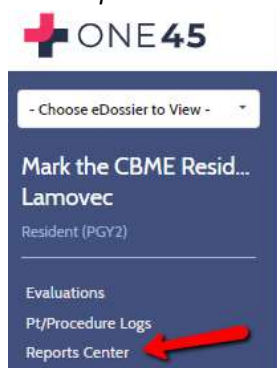 ONE45
- Choose eDossier to View -
Mark the CBME Resid...
Lamovec
Resident (PGY2)
Evaluations
Pt/Procedure Logs
Reports Center